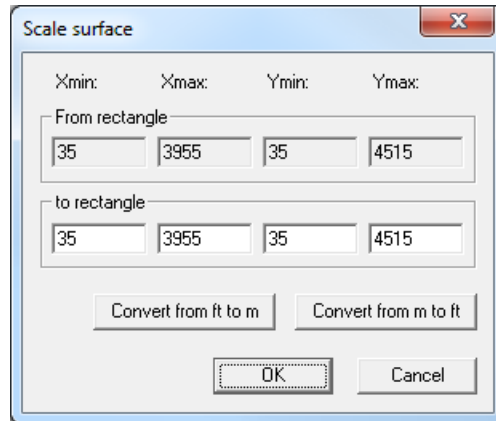 Scale surface
Xmin: Xmax: Ymin: Ymax:
From rectangle
35 3955 35 4515
to rectangle
35 3955 35 4515
Convert from ft to m Convert from m to ft
OK Cancel